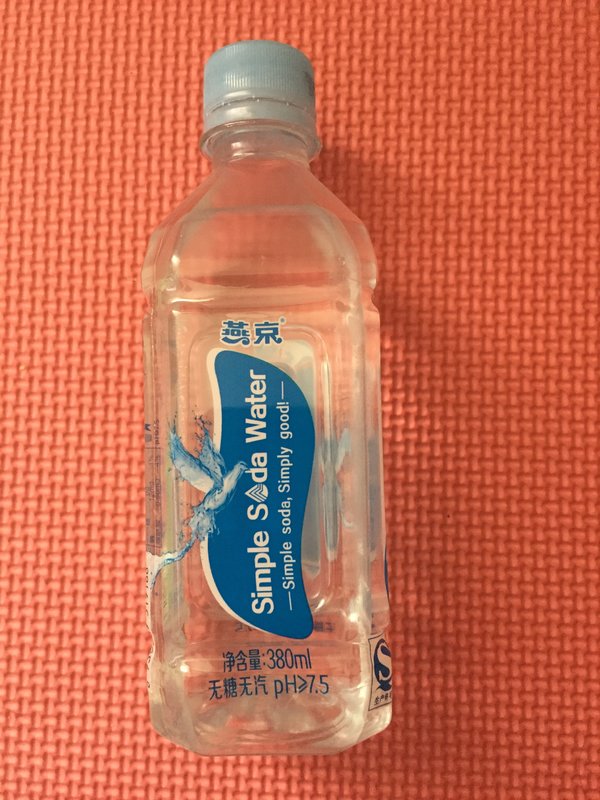 燕京®
Simple Soda Water
—Simple soda, Simply good!—
净含量:380ml
无糖无汽 pH≥7.5